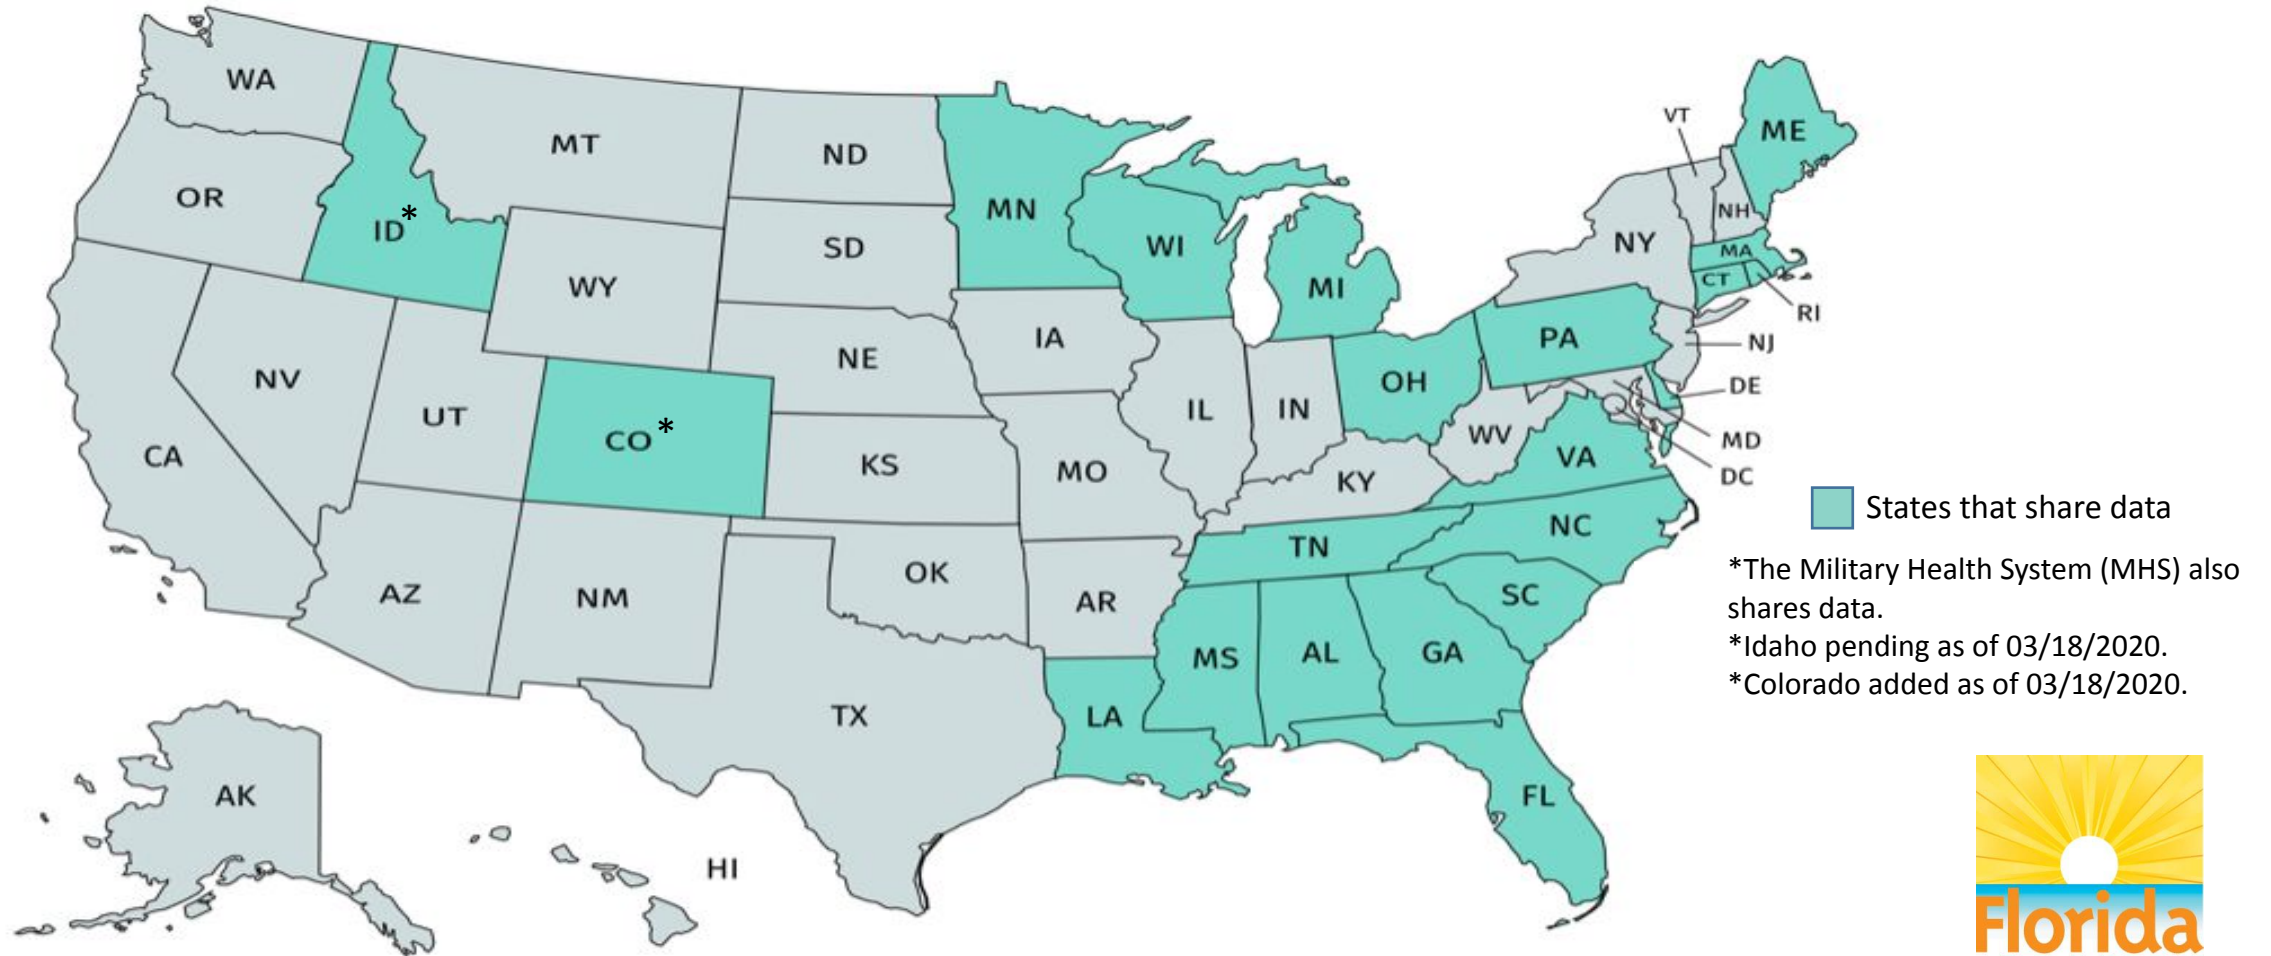 WA
MT
ND
MN
VT
ME
OR
ID*
SD
WI
MI
NY
NH
MA
CT
RI
WY
IA
PA
NJ
NV
UT
CO*
NE
IL
IN
OH
DE
CA
KS
MO
WV
VA
MD
DC
KY
AZ
NM
OK
AR
TN
NC
SC
TX
LA
MS
AL
GA
FL
AK
HI
States that share data
*The Military Health System (MHS) also
shares data.
*Idaho pending as of 03/18/2020.
*Colorado added as of 03/18/2020.
Florida